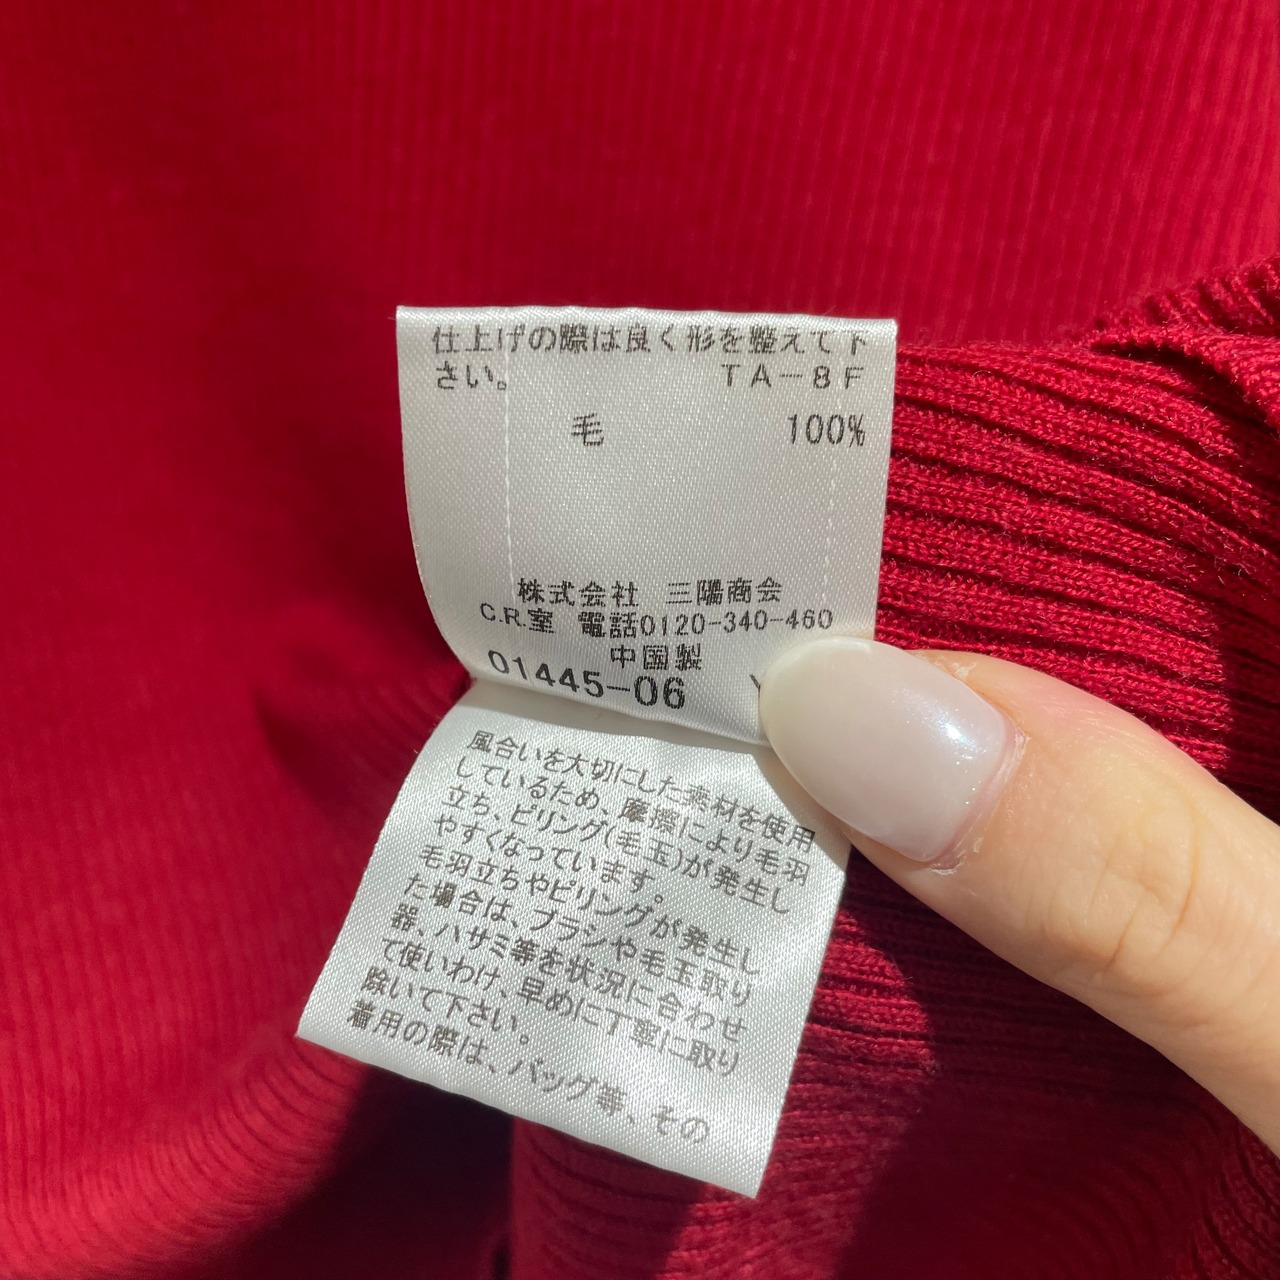 仕上げの際は良く形を整えて下
さい。 TA-8F
毛 100%
株式会社 三陽商会
C.R.室 電話0120-340-460
中国製
01445-06
風合いを大切にした素材を使用
しているため、摩擦により毛羽
立ち、ピリング(毛玉)が発生し
やすくなっています。
毛羽立ちやピリングが発生し
た場合は、ブラシや毛玉取り
器、ハサミ等を状況に合わせ
て使いわけ、早めに丁寧に取り
除いて下さい。
着用の際は、バッグ等、その